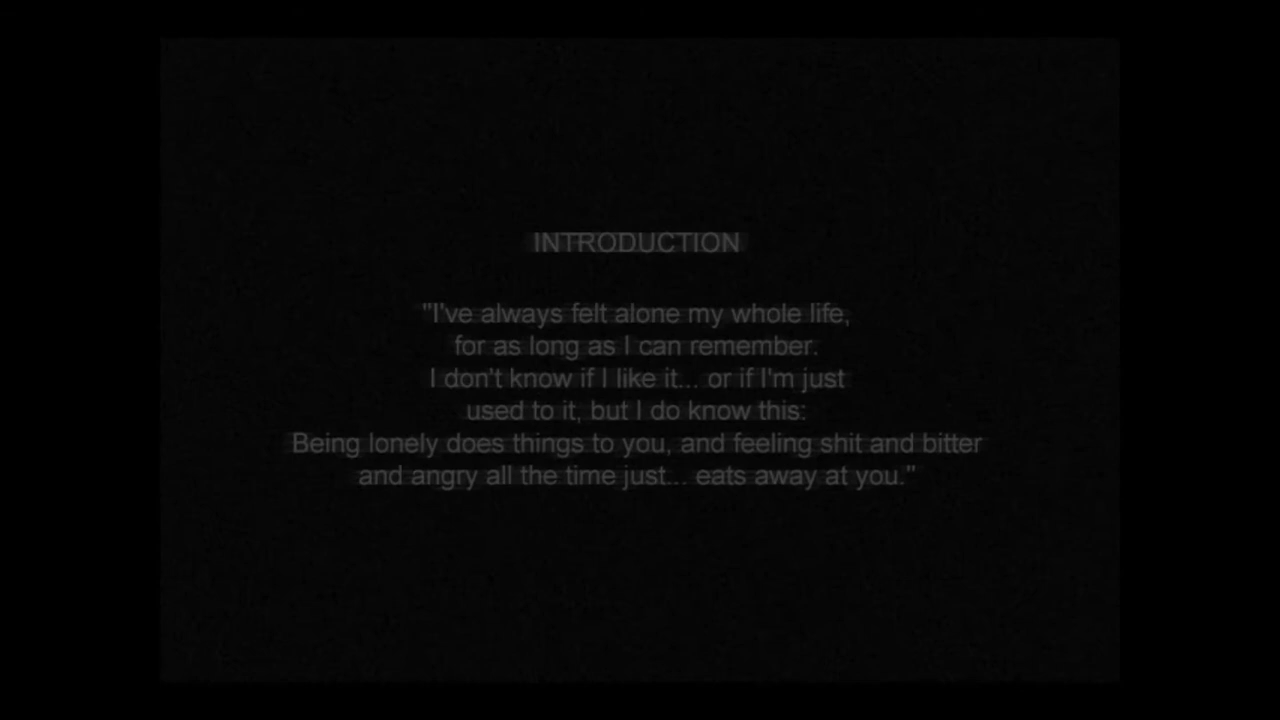 INTRODUCTION
"I've always felt alone my whole life,
for as long as I can remember.
I don't know if I like it... or if I'm just
used to it, but I do know this:
Being lonely does things to you, and feeling shit and bitter
and angry all the time just... eats away at you."